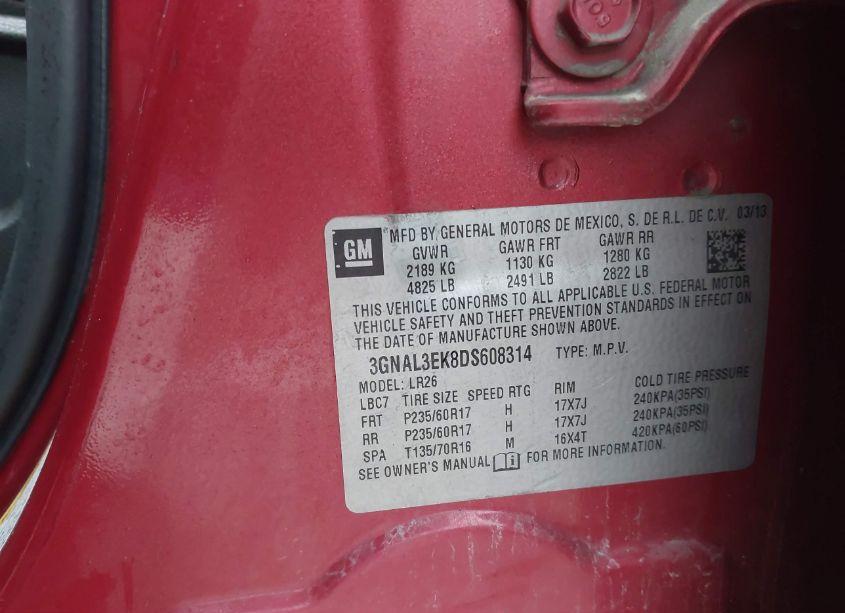 MFD BY GENERAL MOTORS DE MEXICO, S. DE R.L. DE C.V. 03/13
GM
GVWR GAWR FRT GAWR RR
2189 KG 1130 KG 1280 KG
4825 LB 2491 LB 2822 LB
THIS VEHICLE CONFORMS TO ALL APPLICABLE U.S. FEDERAL MOTOR
VEHICLE SAFETY AND THEFT PREVENTION STANDARDS IN EFFECT ON
THE DATE OF MANUFACTURE SHOWN ABOVE.
3GNAL3EK8DS608314 TYPE: M.P.V.
MODEL: LR26
LBC7 TIRE SIZE SPEED RTG RIM COLD TIRE PRESSURE
FRT P235/60R17 H 17X7J 240KPA(35PSI)
RR P235/60R17 H 17X7J 240KPA(35PSI)
SPA T135/70R16 M 16X4T 420KPA(60PSI)
SEE OWNER'S MANUAL FOR MORE INFORMATION.